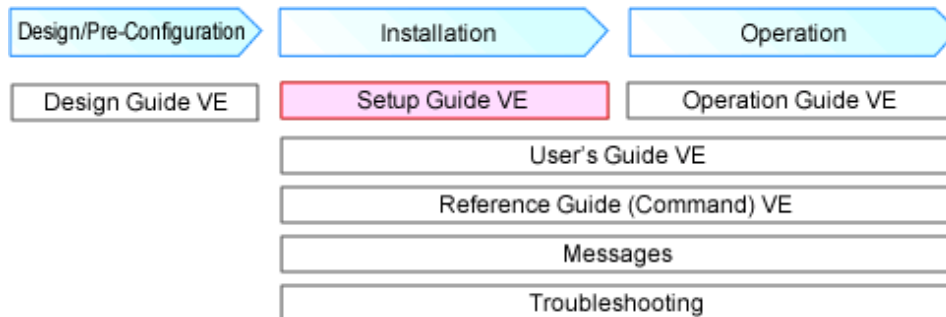 Design/Pre-Configuration
Installation
Operation
Design Guide VE
Setup Guide VE
Operation Guide VE
User's Guide VE
Reference Guide (Command) VE
Messages
Troubleshooting